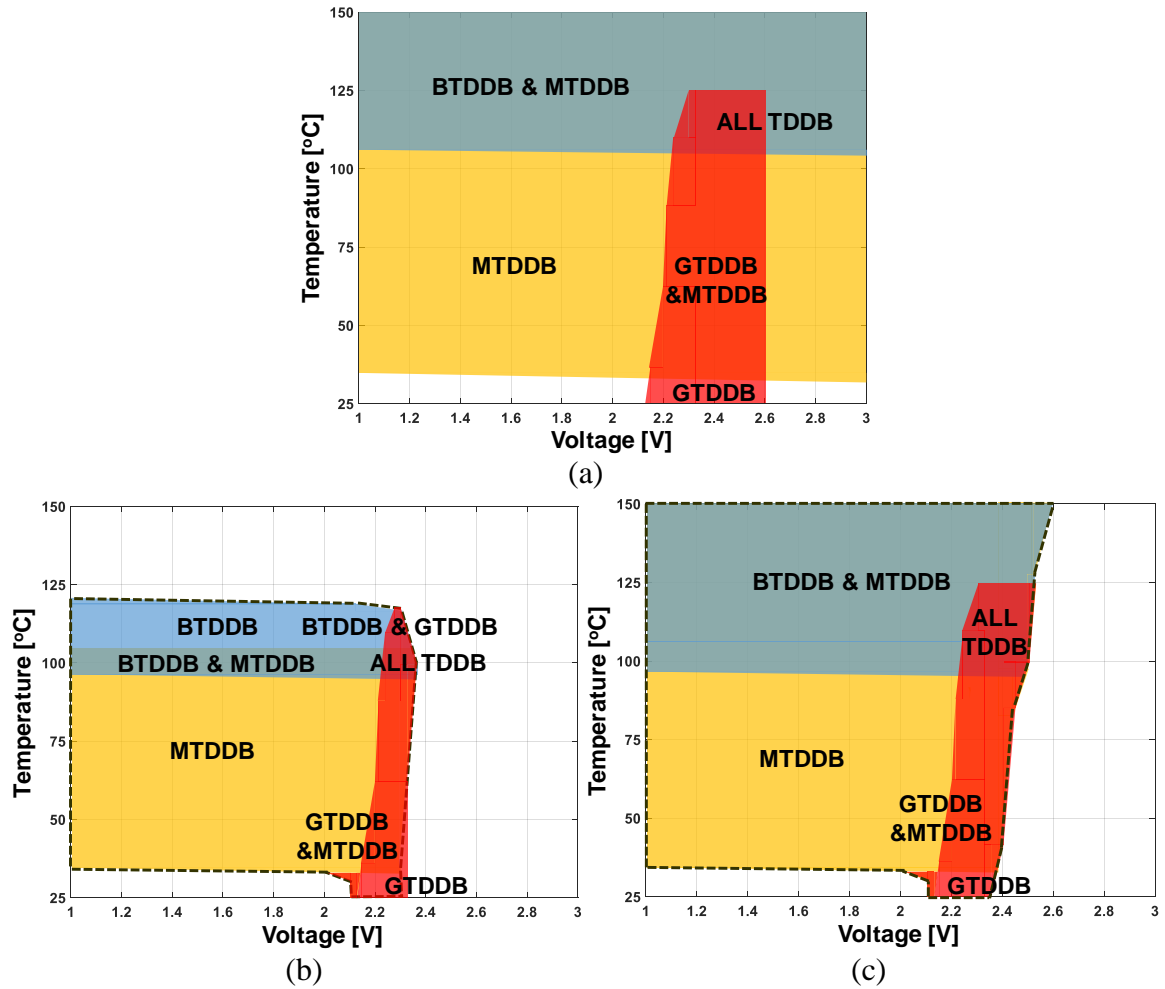 150
BTDDB & MTDDB
125
ALL TDDB
100
MTDDB
75
GTDDB
&MTDDB
50
GTDDB
25
Temperature [oC]
1 1.2 1.4 1.6 1.8 2 2.2 2.4 2.6 2.8 3
Voltage [V]
(a)
150
125
BTDDB
BTDDB & GTDDB
BTDDB & MTDDB
ALL TDDB
100
MTDDB
75
GTDDB
&MTDDB
50
GTDDB
25
Temperature [oC]
1 1.2 1.4 1.6 1.8 2 2.2 2.4 2.6 2.8 3
Voltage [V]
(b)
150
BTDDB & MTDDB
125
ALL
TDDB
100
MTDDB
75
GTDDB
&MTDDB
50
GTDDB
25
Temperature [oC]
1 1.2 1.4 1.6 1.8 2 2.2 2.4 2.6 2.8 3
Voltage [V]
(c)